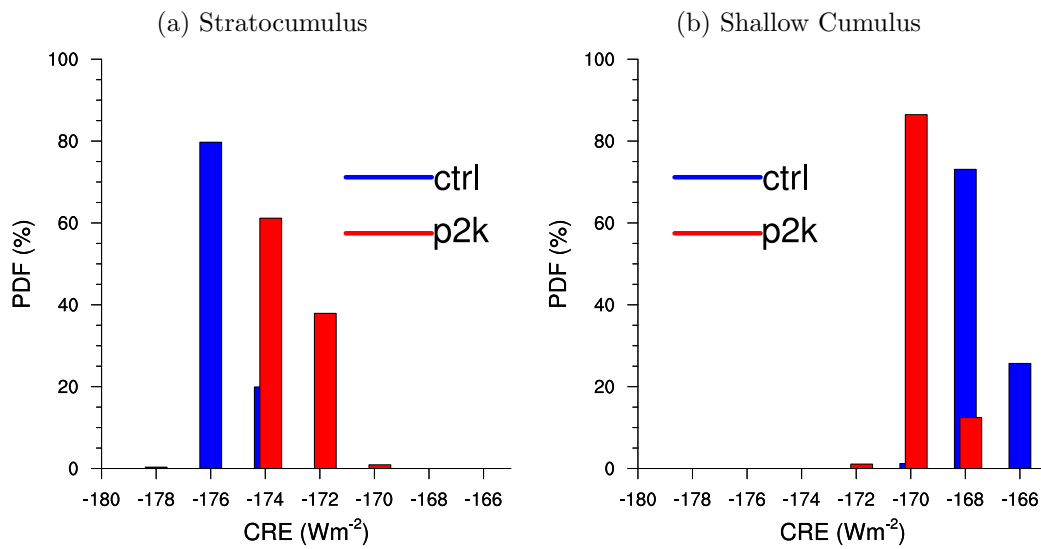 (a) Stratocumulus
100
80
60
40
20
0
PDF (%)
-180 -178 -176 -174 -172 -170 -168 -166
CRE (Wm-2)
ctrl
p2k
(b) Shallow Cumulus
100
80
60
40
20
0
PDF (%)
-180 -178 -176 -174 -172 -170 -168 -166
CRE (Wm-2)
ctrl
p2k